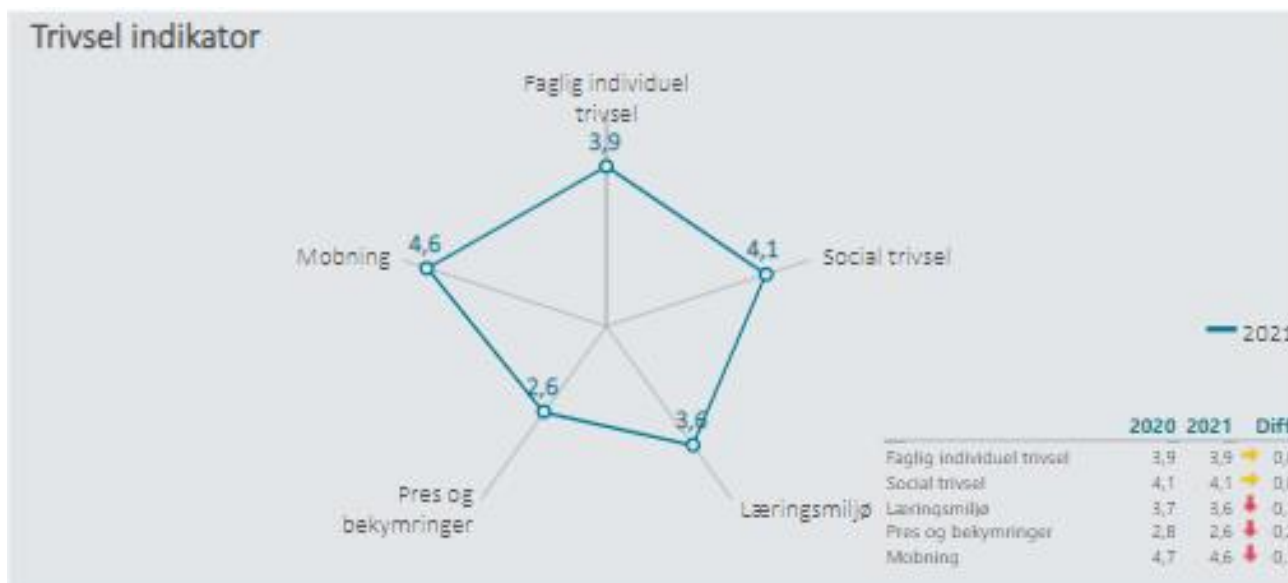 Trivsel indikator
Faglig individuel
trivsel
3,9
4,6
Mobning
4,1
Social trivsel
2021
2,6
3,6
Pres og
bekymringer
Læringsmiljø
2020 2021 Diff
Faglig individuel trivsel 3,9 3,9
Social trivsel 4,1 4,1
Læringsmiljø 3,7 3,6
Pres og bekymringer 2,8 2,6
Mobning 4,7 4,6